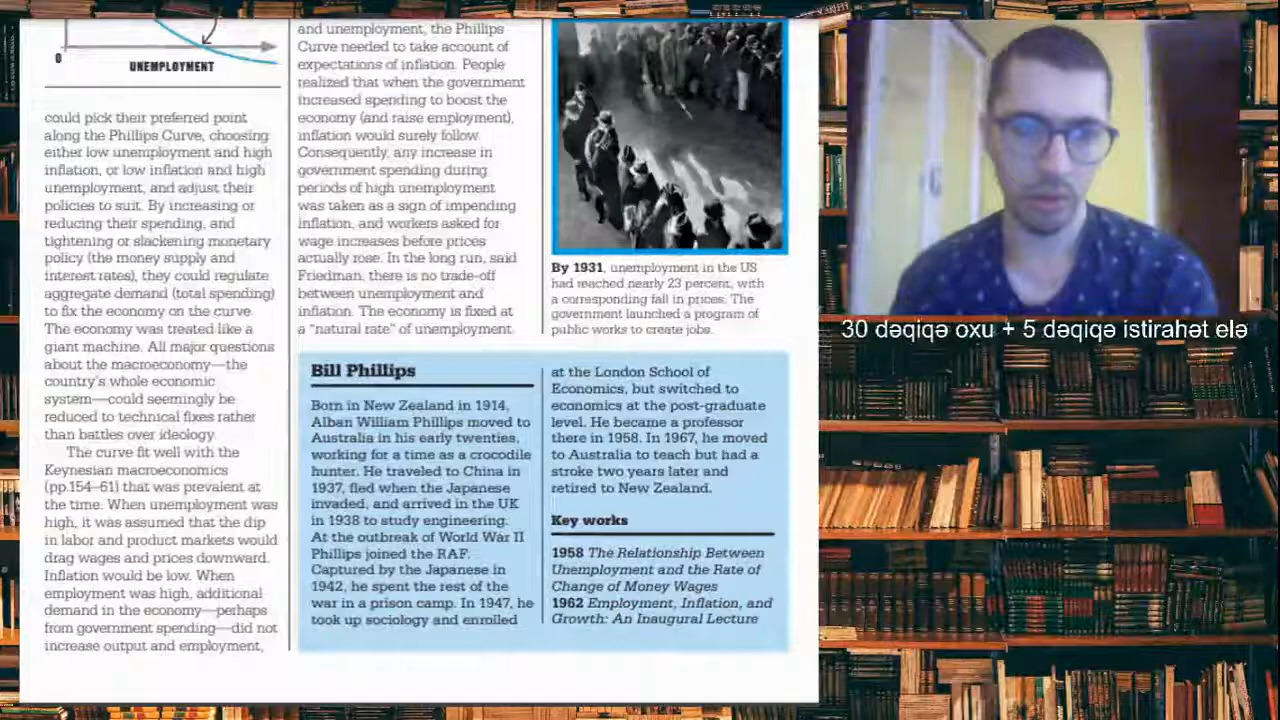 0
UNEMPLOYMENT
could pick their preferred point
along the Phillips Curve, choosing
either low unemployment and high
inflation, or low inflation and high
unemployment, and adjust their
policies to suit. By increasing or
reducing their spending, and
tightening or slackening monetary
policy (the money supply and
interest rates), they could regulate
aggregate demand (total spending)
to fix the economy on the curve.
The economy was treated like a
giant machine. All major questions
about the macroeconomy—the
country's whole economic
system—could seemingly be
reduced to technical fixes rather
than battles over ideology.
The curve fit well with the
Keynesian macroeconomics
(pp.154–61) that was prevalent at
the time. When unemployment was
high, it was assumed that the dip
in labor and product markets would
drag wages and prices downward.
Inflation would be low. When
employment was high, additional
demand in the economy—perhaps
from government spending—did not
increase output and employment,
and unemployment, the Phillips
Curve needed to take account of
expectations of inflation. People
realized that when the government
increased spending to boost the
economy (and raise employment),
inflation would surely follow.
Consequently, any increase in
government spending during
periods of high unemployment
was taken as a sign of impending
inflation, and workers asked for
wage increases before prices
actually rose. In the long run, said
Friedman, there is no trade-off
between unemployment and
inflation. The economy is fixed at
a "natural rate" of unemployment
By 1931, unemployment in the US
had reached nearly 23 percent, with
a corresponding fall in prices. The
government launched a program of
public works to create jobs.
Bill Phillips
Born in New Zealand in 1914,
Alban William Phillips moved to
Australia in his early twenties,
working for a time as a crocodile
hunter. He traveled to China in
1937, fled when the Japanese
invaded, and arrived in the UK
in 1938 to study engineering.
At the outbreak of World War II
Phillips joined the RAF.
Captured by the Japanese in
1942, he spent the rest of the
war in a prison camp. In 1947, he
took up sociology and enrolled
at the London School of
Economics, but switched to
economics at the post-graduate
level. He became a professor
there in 1958. In 1967, he moved
to Australia to teach but had a
stroke two years later and
retired to New Zealand.
Key works
1958 The Relationship Between
Unemployment and the Rate of
Change of Money Wages
1962 Employment, Inflation, and
Growth: An Inaugural Lecture
30 dəqiqə oxu + 5 dəqiqə istirahət elə